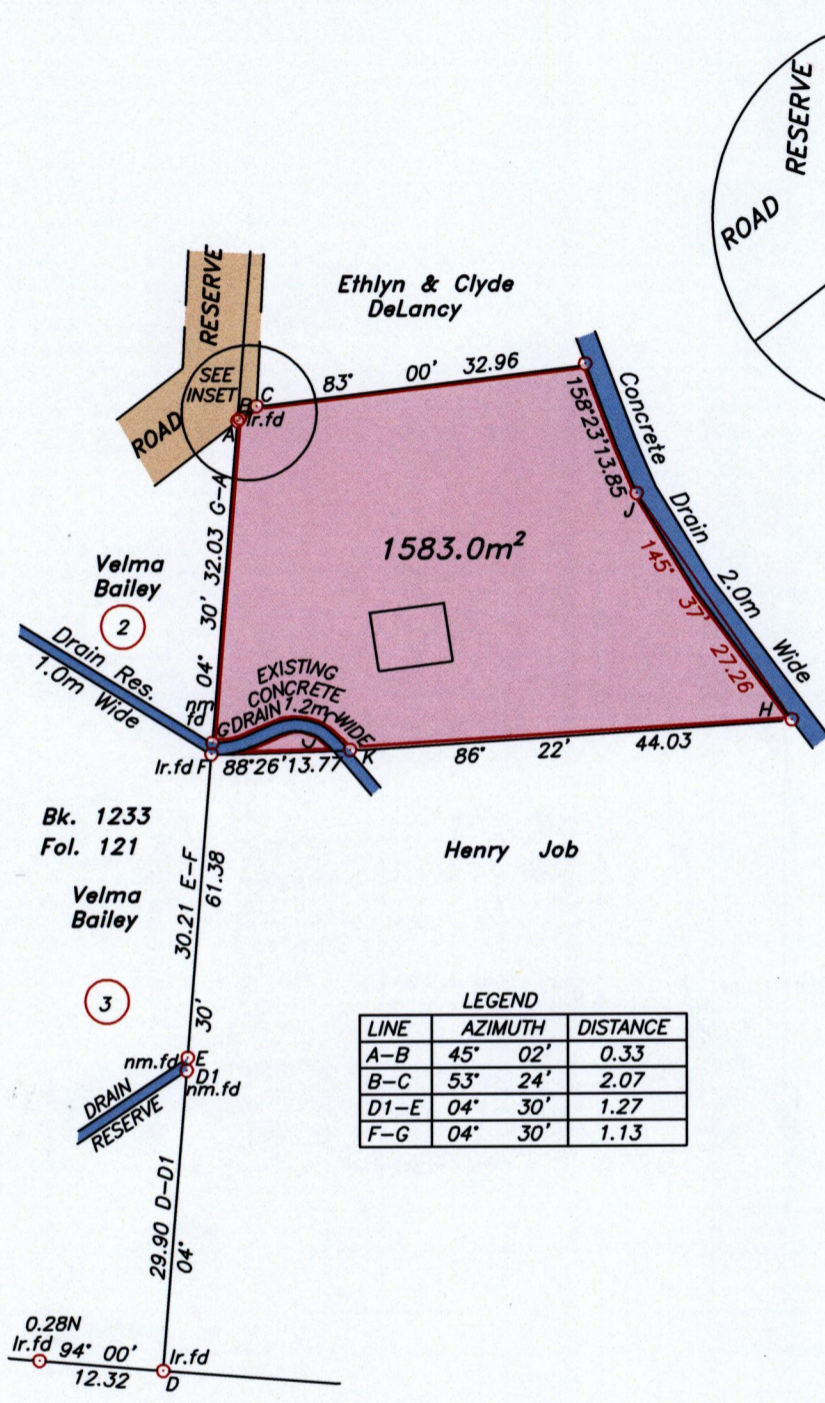 ROAD RESERVE
ROAD RESERVE
SEE
INSET
Ethlyn & Clyde
DeLancy
83° 00' 32.96
A
B
C
Ir.fd
158°23'13.85
Concrete Drain 2.0m Wide
145° 37' 27.26
1583.0m²
04° 30' 32.03 G-A
Velma
Bailey
2
Drain Res.
1.0m Wide
nm
fd
EXISTING
CONCRETE
DRAIN 1.2m WIDE
G
H
J
K
Ir.fd F
88°26'13.77
86° 22' 44.03
Bk. 1233
Fol. 121
Henry Job
Velma
Bailey
3
30' 30.21 E-F
61.38
nm.fd
E
D1
nm.fd
DRAIN
RESERVE
LEGEND
LINE AZIMUTH DISTANCE
A-B 45° 02' 0.33
B-C 53° 24' 2.07
D1-E 04° 30' 1.27
F-G 04° 30' 1.13
29.90 D-D1
04°
0.28N
Ir.fd 94° 00' Ir.fd
12.32
D